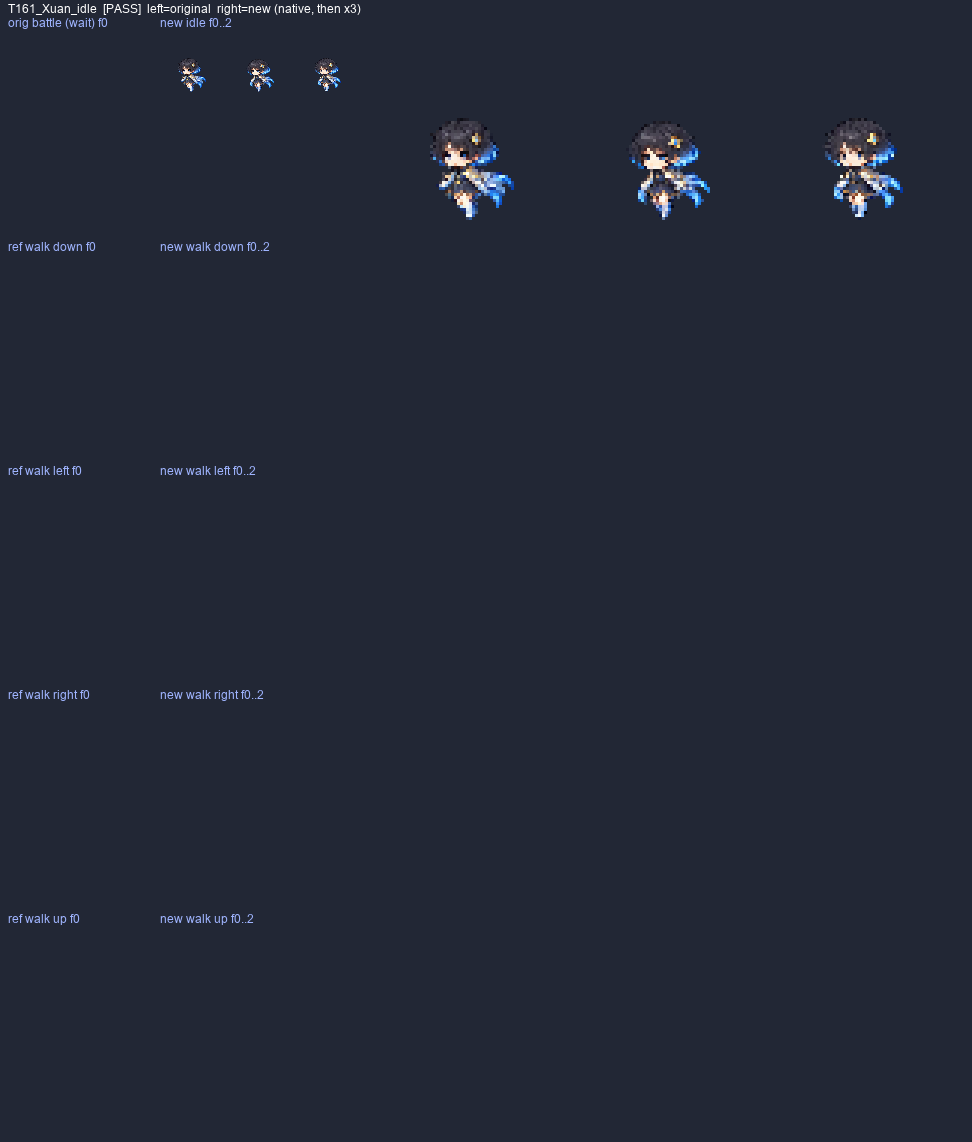 T161_Xuan_idle [PASS] left=original right=new (native, then x3)
orig battle (wait) f0 new idle f0..2
ref walk down f0 new walk down f0..2
ref walk left f0 new walk left f0..2
ref walk right f0 new walk right f0..2
ref walk up f0 new walk up f0..2